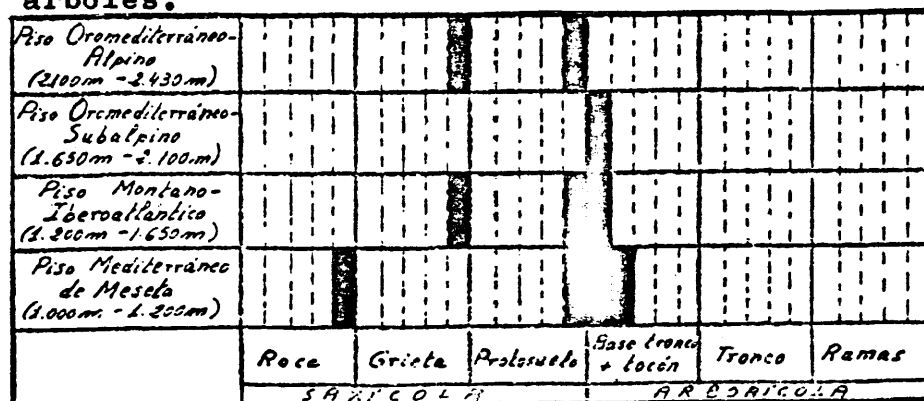 árboles.
Piso Oromediterráneo-
Alpino
(2100m - 2.430m)
Piso Oromediterráneo-
Subalpino
(1.650m - 2.100m)
Piso Montano-
Iberoatlántico
(1.200m - 1.650m)
Piso Mediterráneo
de Meseta
(1.000m. - 1.200m)
Roca Grieta Protosuelo Base tronco + tocón Tronco Ramas
SAXÍCOLA ARBORÍCOLA